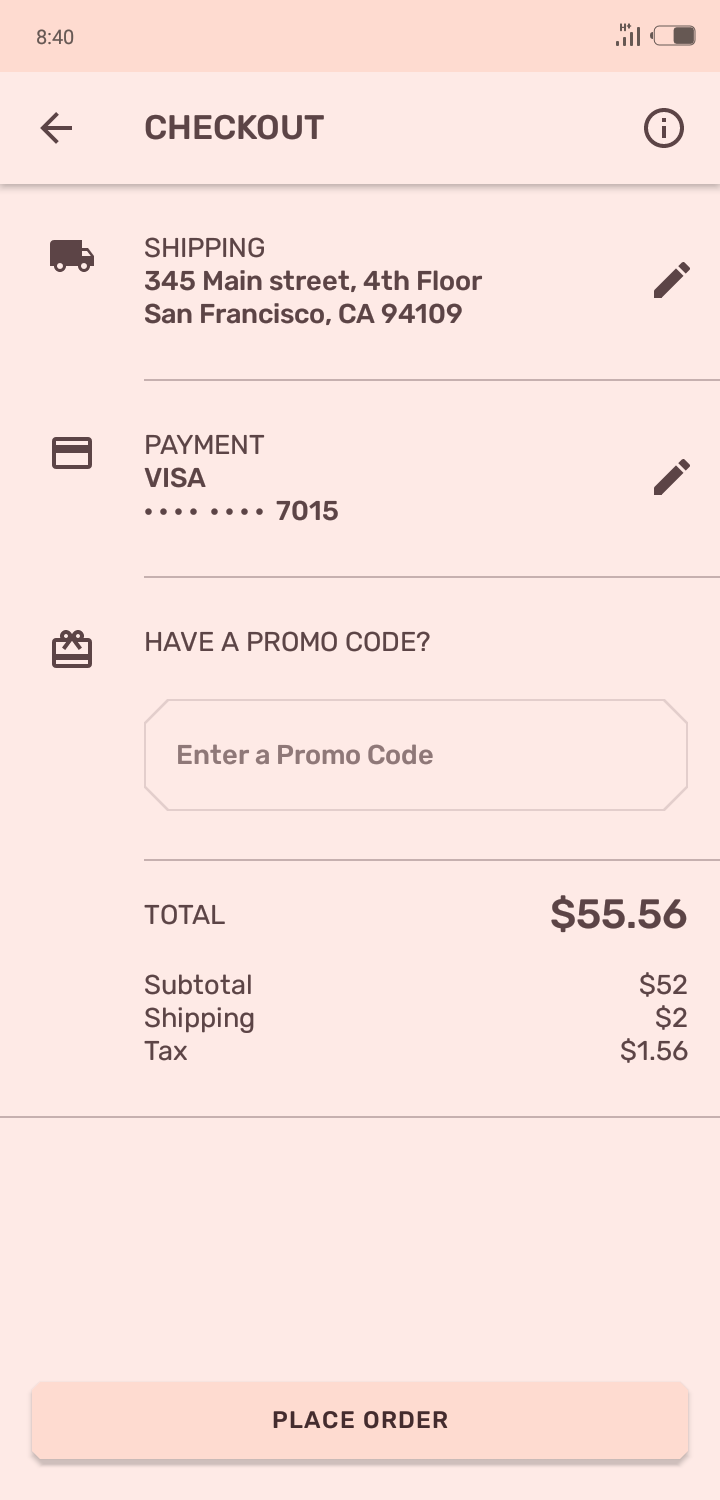 8:40
H+
CHECKOUT
SHIPPING
345 Main street, 4th Floor
San Francisco, CA 94109
PAYMENT
VISA
•••• •••• 7015
HAVE A PROMO CODE?
Enter a Promo Code
TOTAL $55.56
Subtotal $52
Shipping $2
Tax $1.56
PLACE ORDER